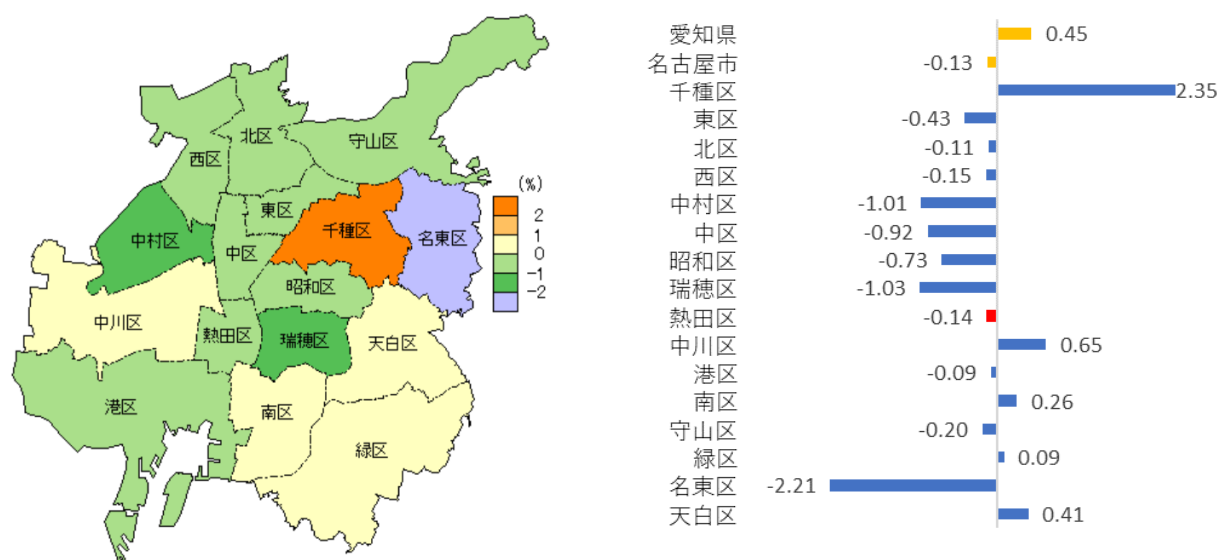 北区
守山区
西区
東区
千種区
名東区
中村区
中区
昭和区
中川区
熱田区
瑞穂区
天白区
港区
南区
緑区
(%)
2
1
0
-1
-2
愛知県 0.45
名古屋市 -0.13
千種区 2.35
東区 -0.43
北区 -0.11
西区 -0.15
中村区 -1.01
中区 -0.92
昭和区 -0.73
瑞穂区 -1.03
熱田区 -0.14
中川区 0.65
港区 -0.09
南区 0.26
守山区 -0.20
緑区 0.09
名東区 -2.21
天白区 0.41